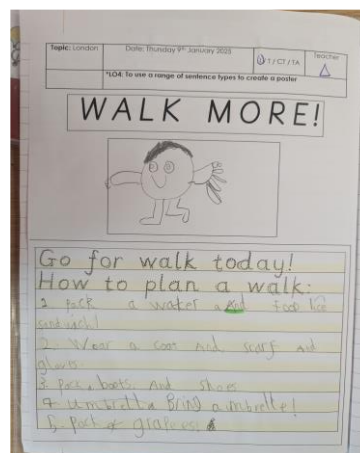 Topic: London
Date: Thursday 9th January 2025
I / CT / TA
Teacher
*LO4: To use a range of sentence types to create a poster
WALK MORE!
Go for walk today!
How to plan a walk:
1. Pack a water and food like
sandwich!
2. Wear a coat And scarf And
gloves
3. Pack boots And shoes
4. Umbrella Bring a
5. Pack of grapes!